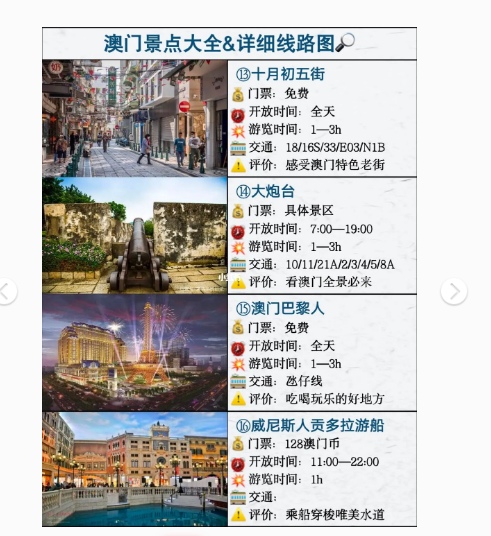 澳门景点大全&详细线路图
⑬十月初五街
门票：免费
开放时间：全天
游览时间：1—3h
交通：18/16S/33/E03/N1B
评价：感受澳门特色老街
⑭大炮台
门票：具体景区
开放时间：7:00—19:00
游览时间：1—3h
交通：10/11/21A/2/3/4/5/8A
评价：看澳门全景必来
⑮澳门巴黎人
门票：免费
开放时间：全天
游览时间：1—3h
交通：氹仔线
评价：吃喝玩乐的好地方
⑯威尼斯人贡多拉游船
门票：128澳门币
开放时间：11:00—22:00
游览时间：1h
交通：
评价：乘船穿梭唯美水道